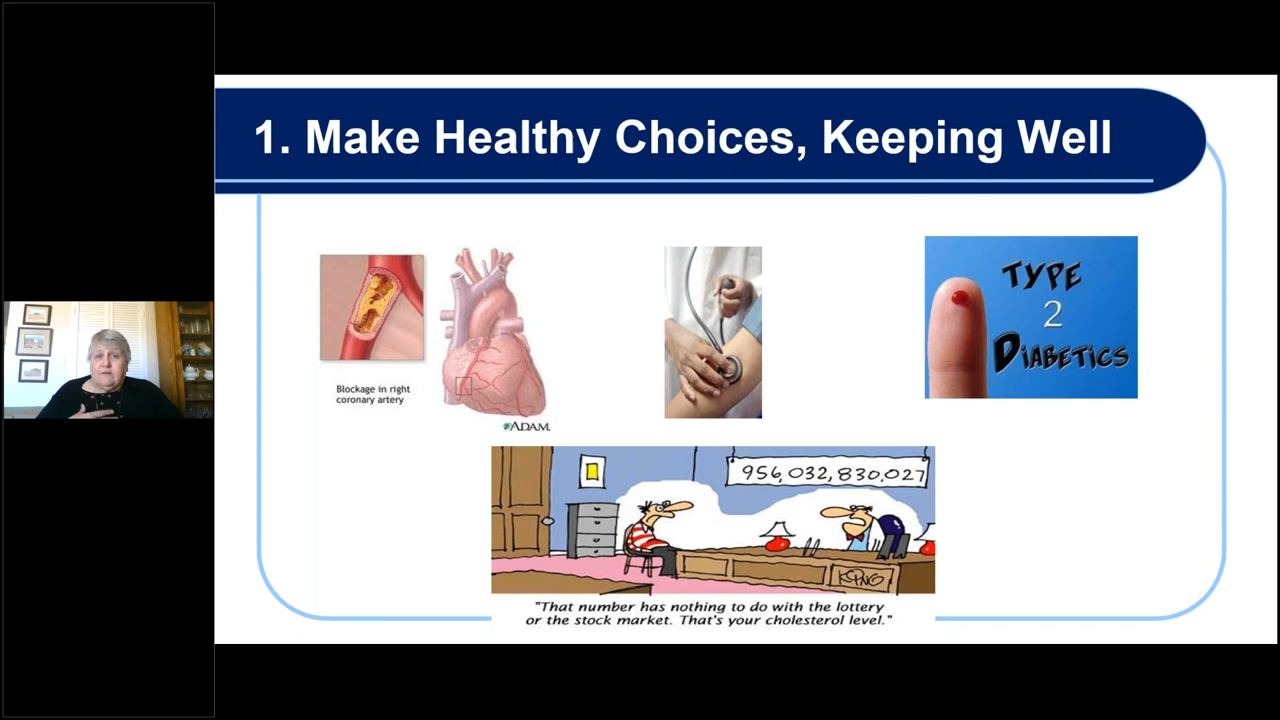 1. Make Healthy Choices, Keeping Well
Blockage in right
coronary artery
ADAM.
TYPE
2
DIABETICS
956,032,830,027
KING
"That number has nothing to do with the lottery
or the stock market. That's your cholesterol level."